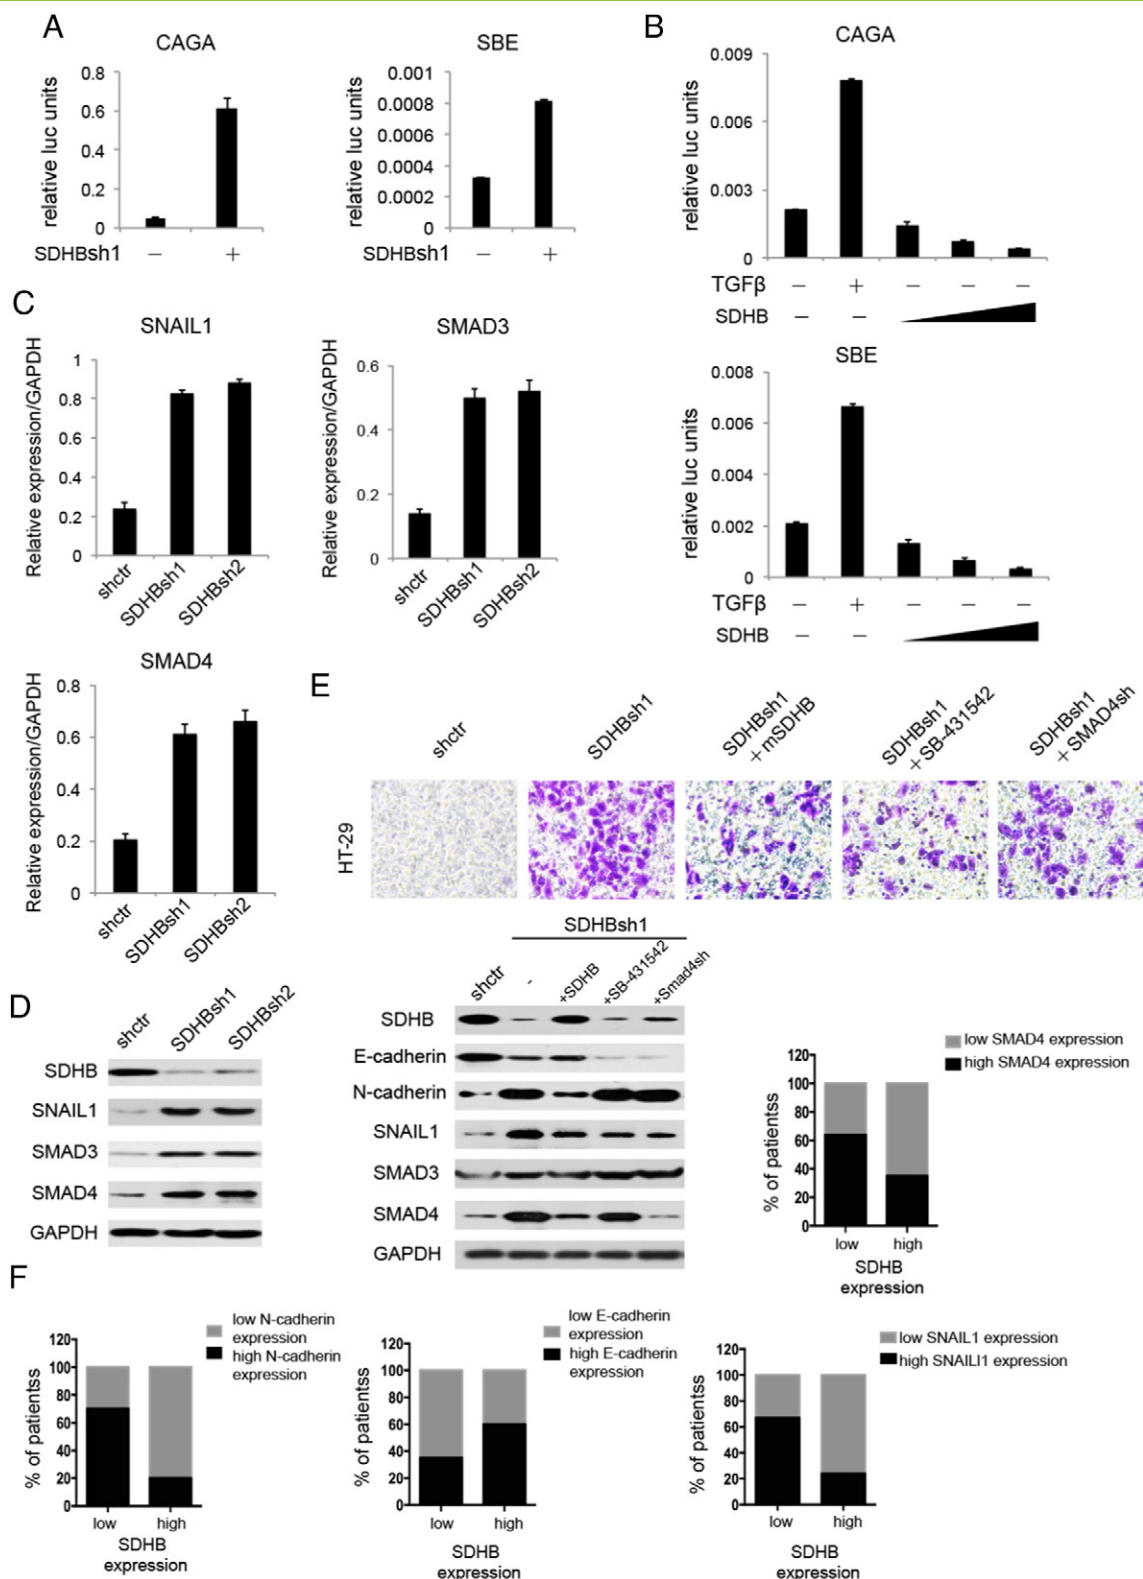 A
CAGA
relative luc units
0.8
0.6
0.4
0.2
0
SDHBsh1 – +
SBE
relative luc units
0.001
0.0008
0.0006
0.0004
0.0002
0
SDHBsh1 – +
B
CAGA
relative luc units
0.009
0.006
0.003
0
TGFβ – + – – –
SDHB – –
SBE
relative luc units
0.008
0.006
0.004
0.002
0
TGFβ – + – – –
SDHB – –
C
SNAIL1
Relative expression/GAPDH
1
0.8
0.6
0.4
0.2
0
shctr SDHBsh1 SDHBsh2
SMAD3
Relative expression/GAPDH
0.6
0.4
0.2
0
shctr SDHBsh1 SDHBsh2
SMAD4
Relative expression/GAPDH
0.8
0.6
0.4
0.2
0
shctr SDHBsh1 SDHBsh2
E
shctr
SDHBsh1
SDHBsh1
+mSDHB
SDHBsh1
+SB-431542
SDHBsh1
+SMAD4sh
HT-29
SDHBsh1
shctr - +SDHB +SB-431542 +Smad4sh
SDHB
E-cadherin
N-cadherin
SNAIL1
SMAD3
SMAD4
GAPDH
D
shctr SDHBsh1 SDHBsh2
SDHB
SNAIL1
SMAD3
SMAD4
GAPDH
low SMAD4 expression
high SMAD4 expression
% of patientss
120
100
80
60
40
20
0
low high
SDHB
expression
F
low N-cadherin
expression
high N-cadherin
expression
% of patientss
120
100
80
60
40
20
0
low high
SDHB
expression
low E-cadherin
expression
high E-cadherin
expression
% of patientss
120
100
80
60
40
20
0
low high
SDHB
expression
low SNAIL1 expression
high SNAILI1 expression
% of patientss
120
100
80
60
40
20
0
low high
SDHB
expression